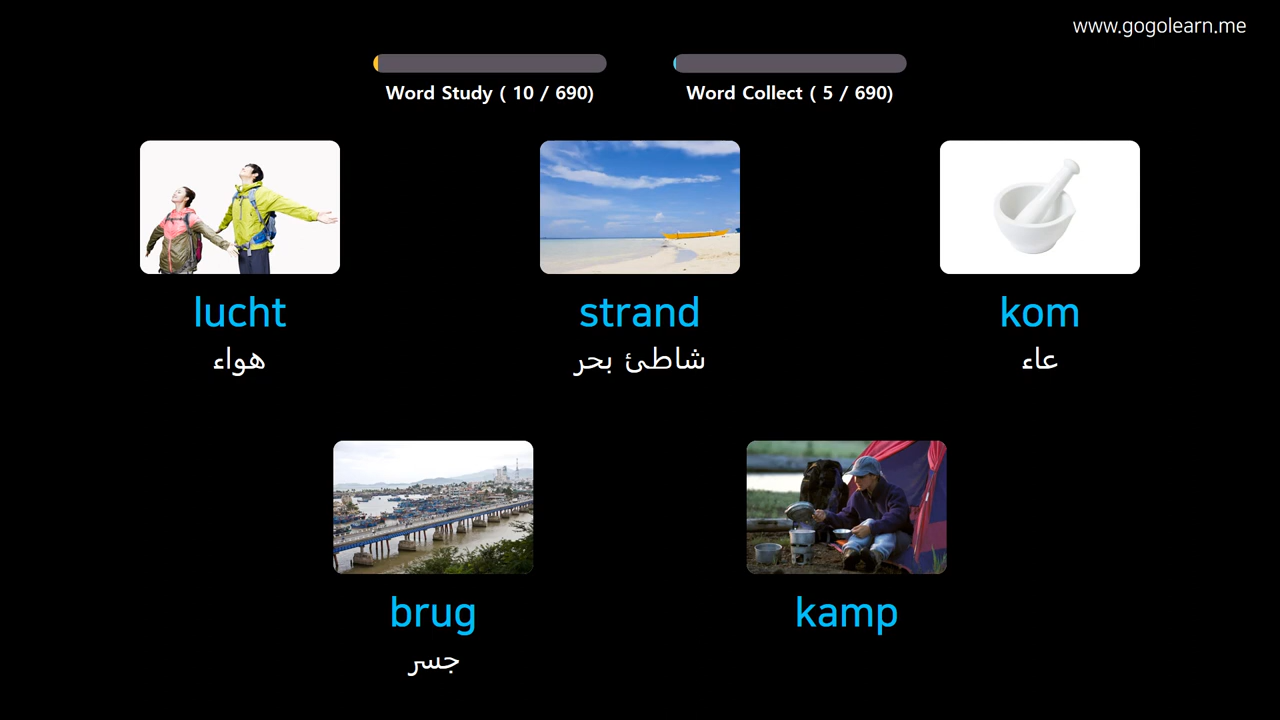 www.gogolearn.me
Word Study ( 10 / 690)
Word Collect ( 5 / 690)
lucht
هواء
strand
شاطئ بحر
kom
عاء
brug
جسر
kamp